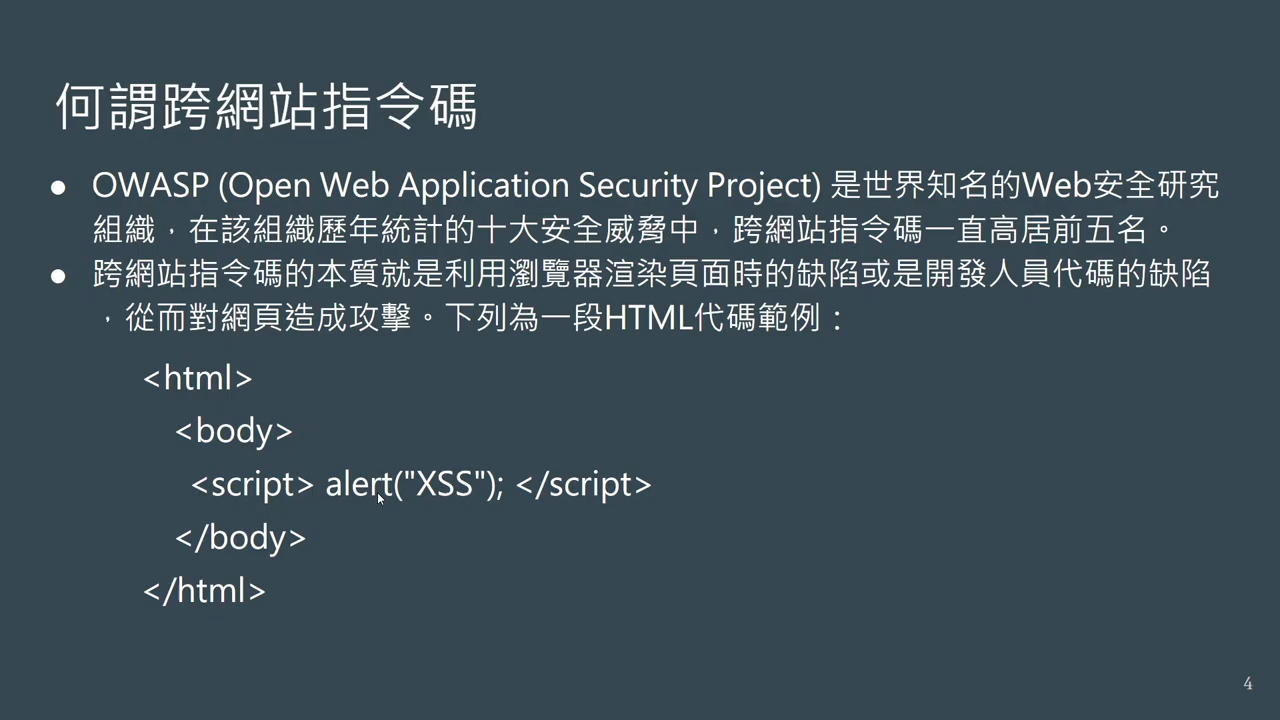 何謂跨網站指令碼
● OWASP (Open Web Application Security Project) 是世界知名的Web安全研究
組織，在該組織歷年統計的十大安全威脅中，跨網站指令碼一直高居前五名。
● 跨網站指令碼的本質就是利用瀏覽器渲染頁面時的缺陷或是開發人員代碼的缺陷
，從而對網頁造成攻擊。下列為一段HTML代碼範例：
<html>
<body>
<script> alert("XSS"); </script>
</body>
</html>
4